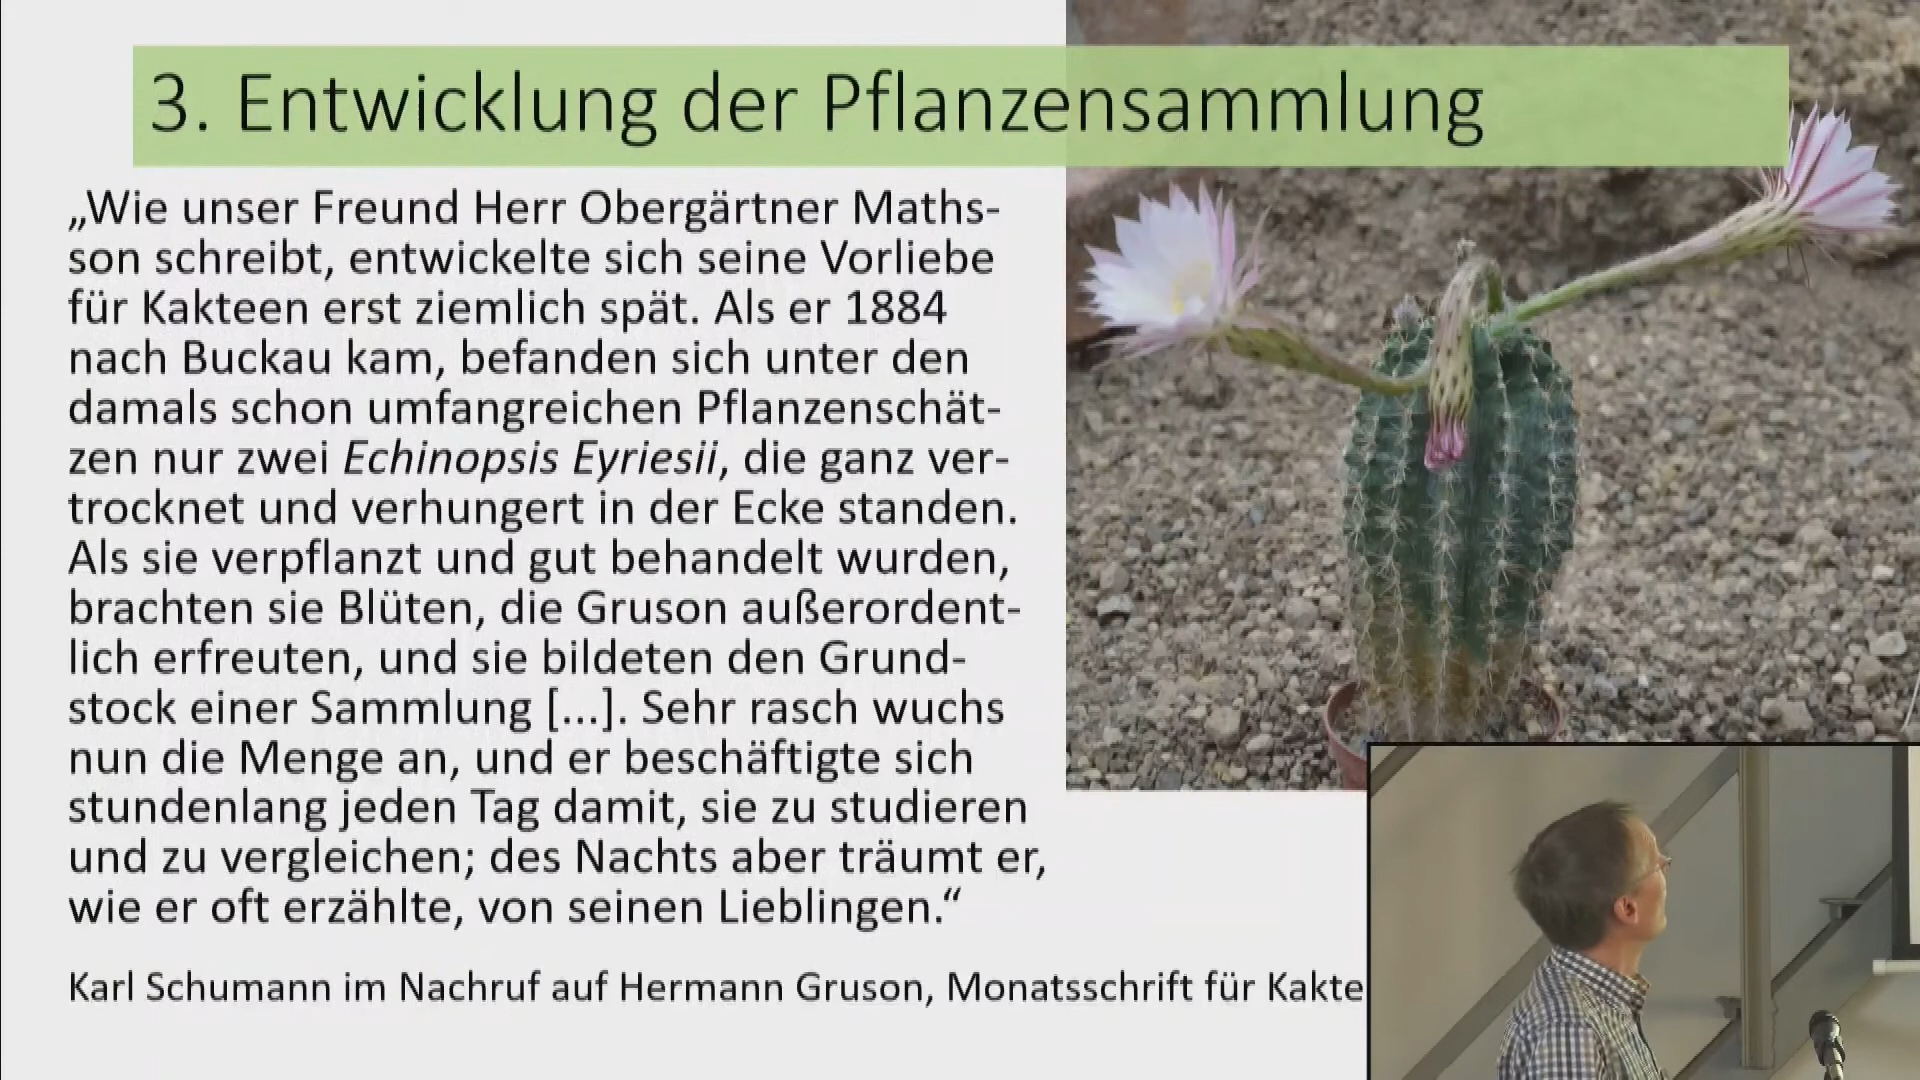 3. Entwicklung der Pflanzensammlung
„Wie unser Freund Herr Obergärtner Maths-
son schreibt, entwickelte sich seine Vorliebe
für Kakteen erst ziemlich spät. Als er 1884
nach Buckau kam, befanden sich unter den
damals schon umfangreichen Pflanzenschät-
zen nur zwei Echinopsis Eyriesii, die ganz ver-
trocknet und verhungert in der Ecke standen.
Als sie verpflanzt und gut behandelt wurden,
brachten sie Blüten, die Gruson außerordent-
lich erfreuten, und sie bildeten den Grund-
stock einer Sammlung [...]. Sehr rasch wuchs
nun die Menge an, und er beschäftigte sich
stundenlang jeden Tag damit, sie zu studieren
und zu vergleichen; des Nachts aber träumt er,
wie er oft erzählte, von seinen Lieblingen.“
Karl Schumann im Nachruf auf Hermann Gruson, Monatsschrift für Kakte